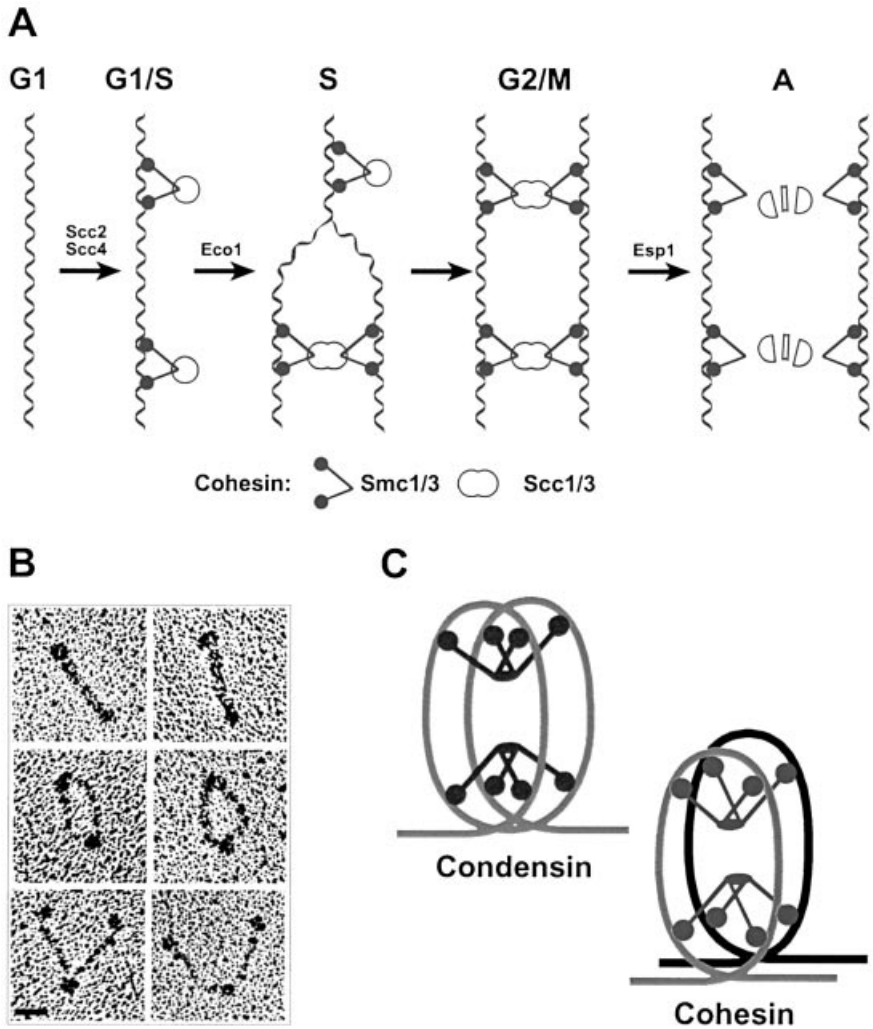 A
G1 G1/S S G2/M A
Scc2
Scc4
Eco1
Esp1
Cohesin: Smc1/3 Scc1/3
B
C
Condensin
Cohesin